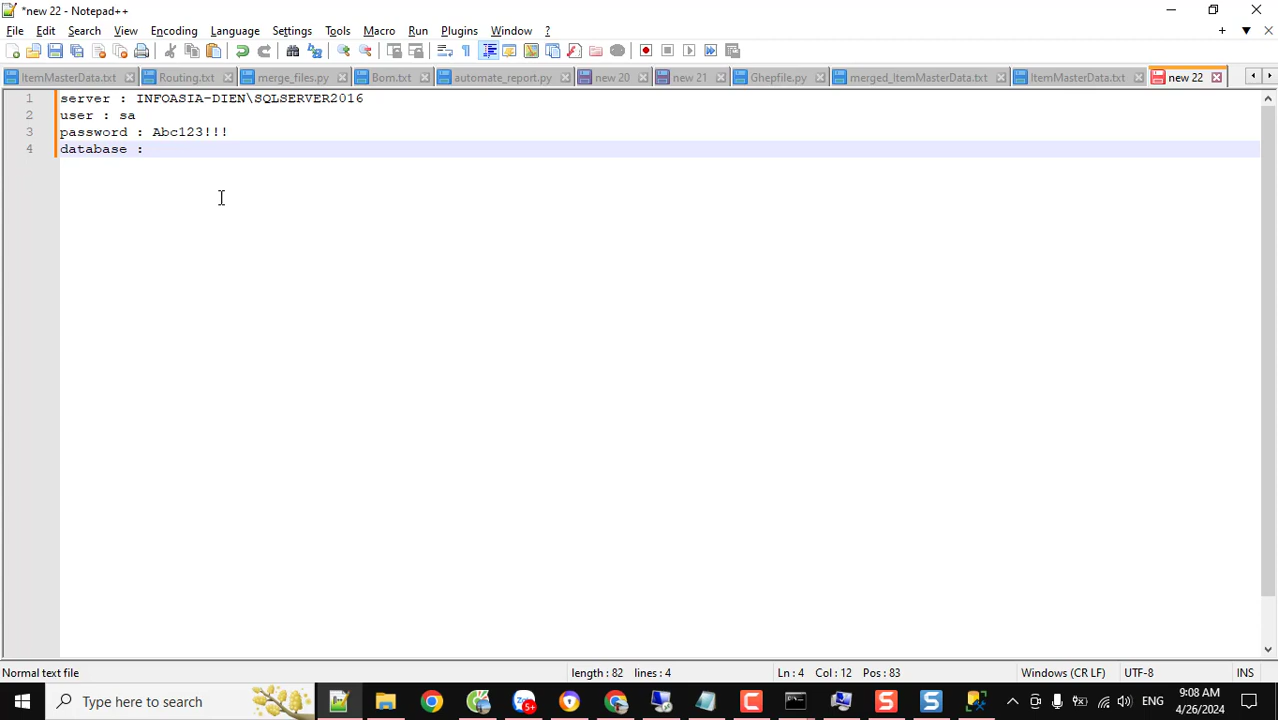 *new 22 - Notepad++
File Edit Search View Encoding Language Settings Tools Macro Run Plugins Window ?
ItemMasterData.txt Routing.txt merge_files.py Bom.txt automate_report.py new 20 new 21 Ghepfile.py merged_ItemMasterData.txt ItemMasterData.txt new 22
1 server : INFOASIA-DIEN\SQLSERVER2016
2 user : sa
3 password : Abc123!!!
4 database :
Normal text file length : 82 lines : 4 Ln : 4 Col : 12 Pos : 83 Windows (CR LF) UTF-8 INS
Type here to search ENG 9:08 AM
4/26/2024